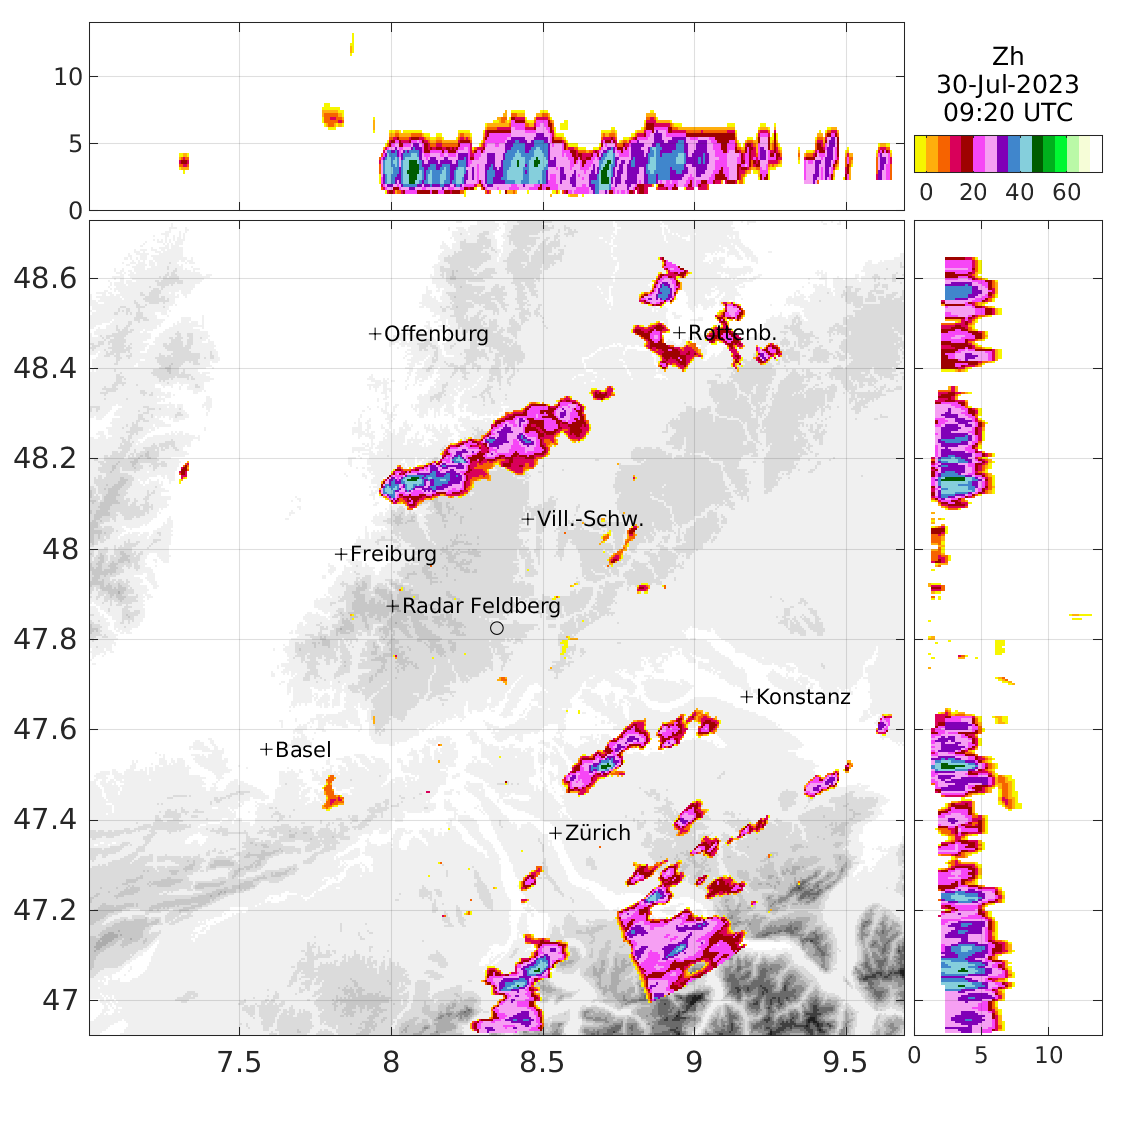 10
5
0
Zh
30-Jul-2023
09:20 UTC
0 20 40 60
48.6
48.4
48.2
48
47.8
47.6
47.4
47.2
47
+Offenburg
+Rottenb.
+Vill.-Schw.
+Freiburg
+Radar Feldberg
+Konstanz
+Basel
+Zürich
7.5 8 8.5 9 9.5
0 5 10